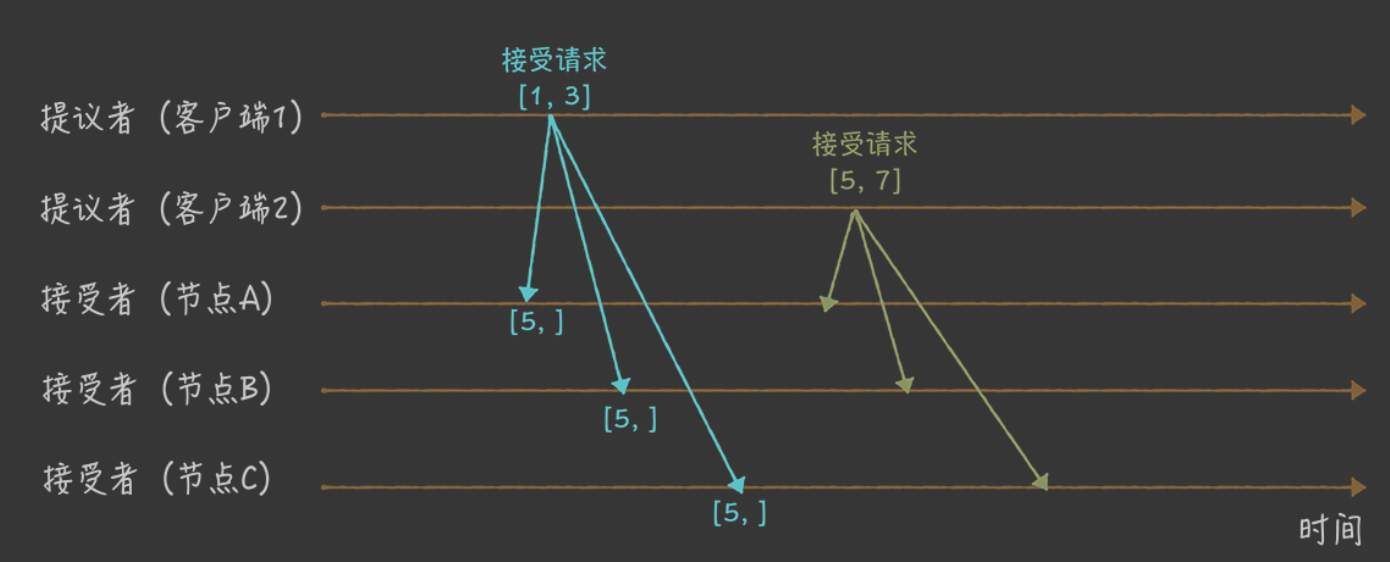 接受请求
[1, 3]
提议者（客户端1）
接受请求
[5, 7]
提议者（客户端2）
接受者（节点A）
[5, ]
接受者（节点B）
[5, ]
接受者（节点C）
[5, ]
时间